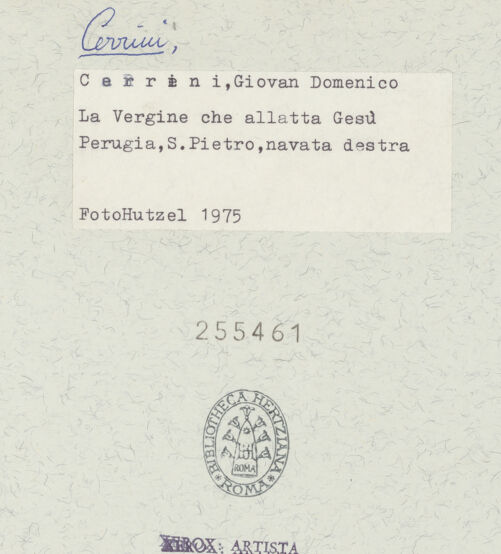 Cerrini,
C e r r i n i,Giovan Domenico
La Vergine che allatta Gesù
Perugia,S.Pietro,navata destra
FotoHutzel 1975
255461
BIBLIOTHECA HERTZIANA
ROMA
ROMA
XEROX: ARTISTA